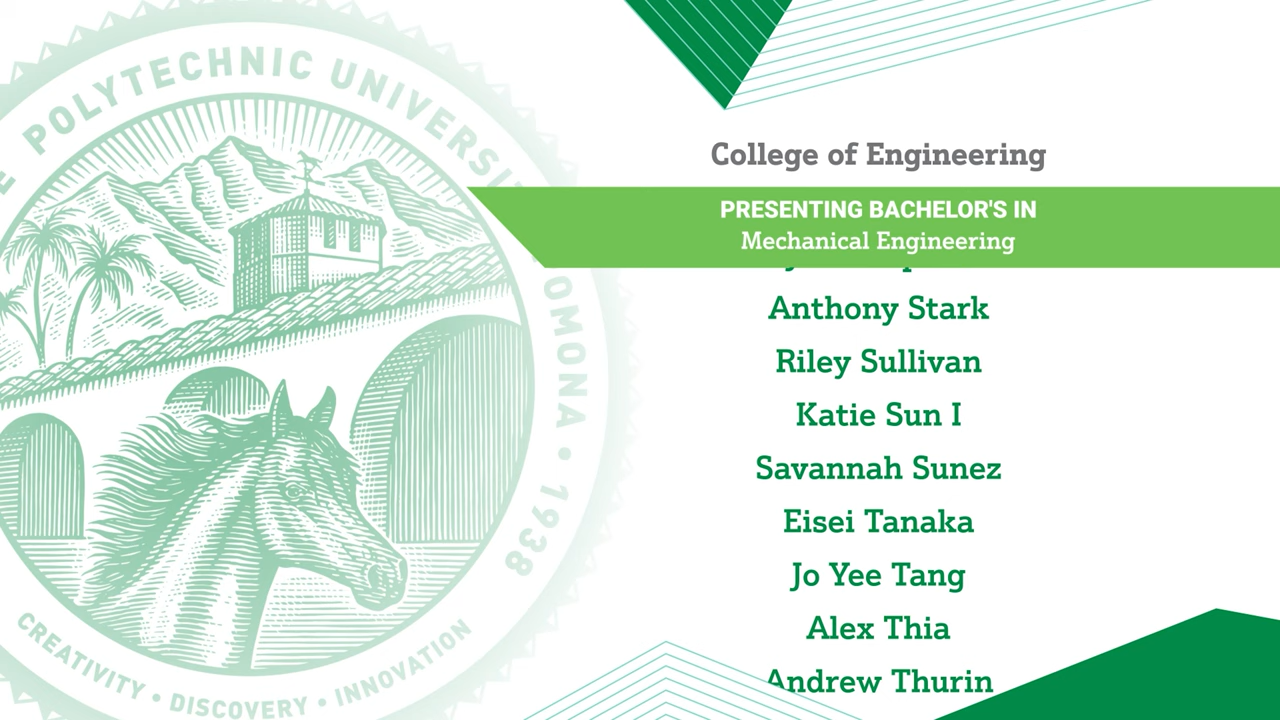 POLYTECHNIC UNIVERSI
OMONA • 1938
CREATIVITY • DISCOVERY • INNOVATION
College of Engineering
PRESENTING BACHELOR'S IN
Mechanical Engineering
Anthony Stark
Riley Sullivan
Katie Sun I
Savannah Sunez
Eisei Tanaka
Jo Yee Tang
Alex Thia
Andrew Thurin